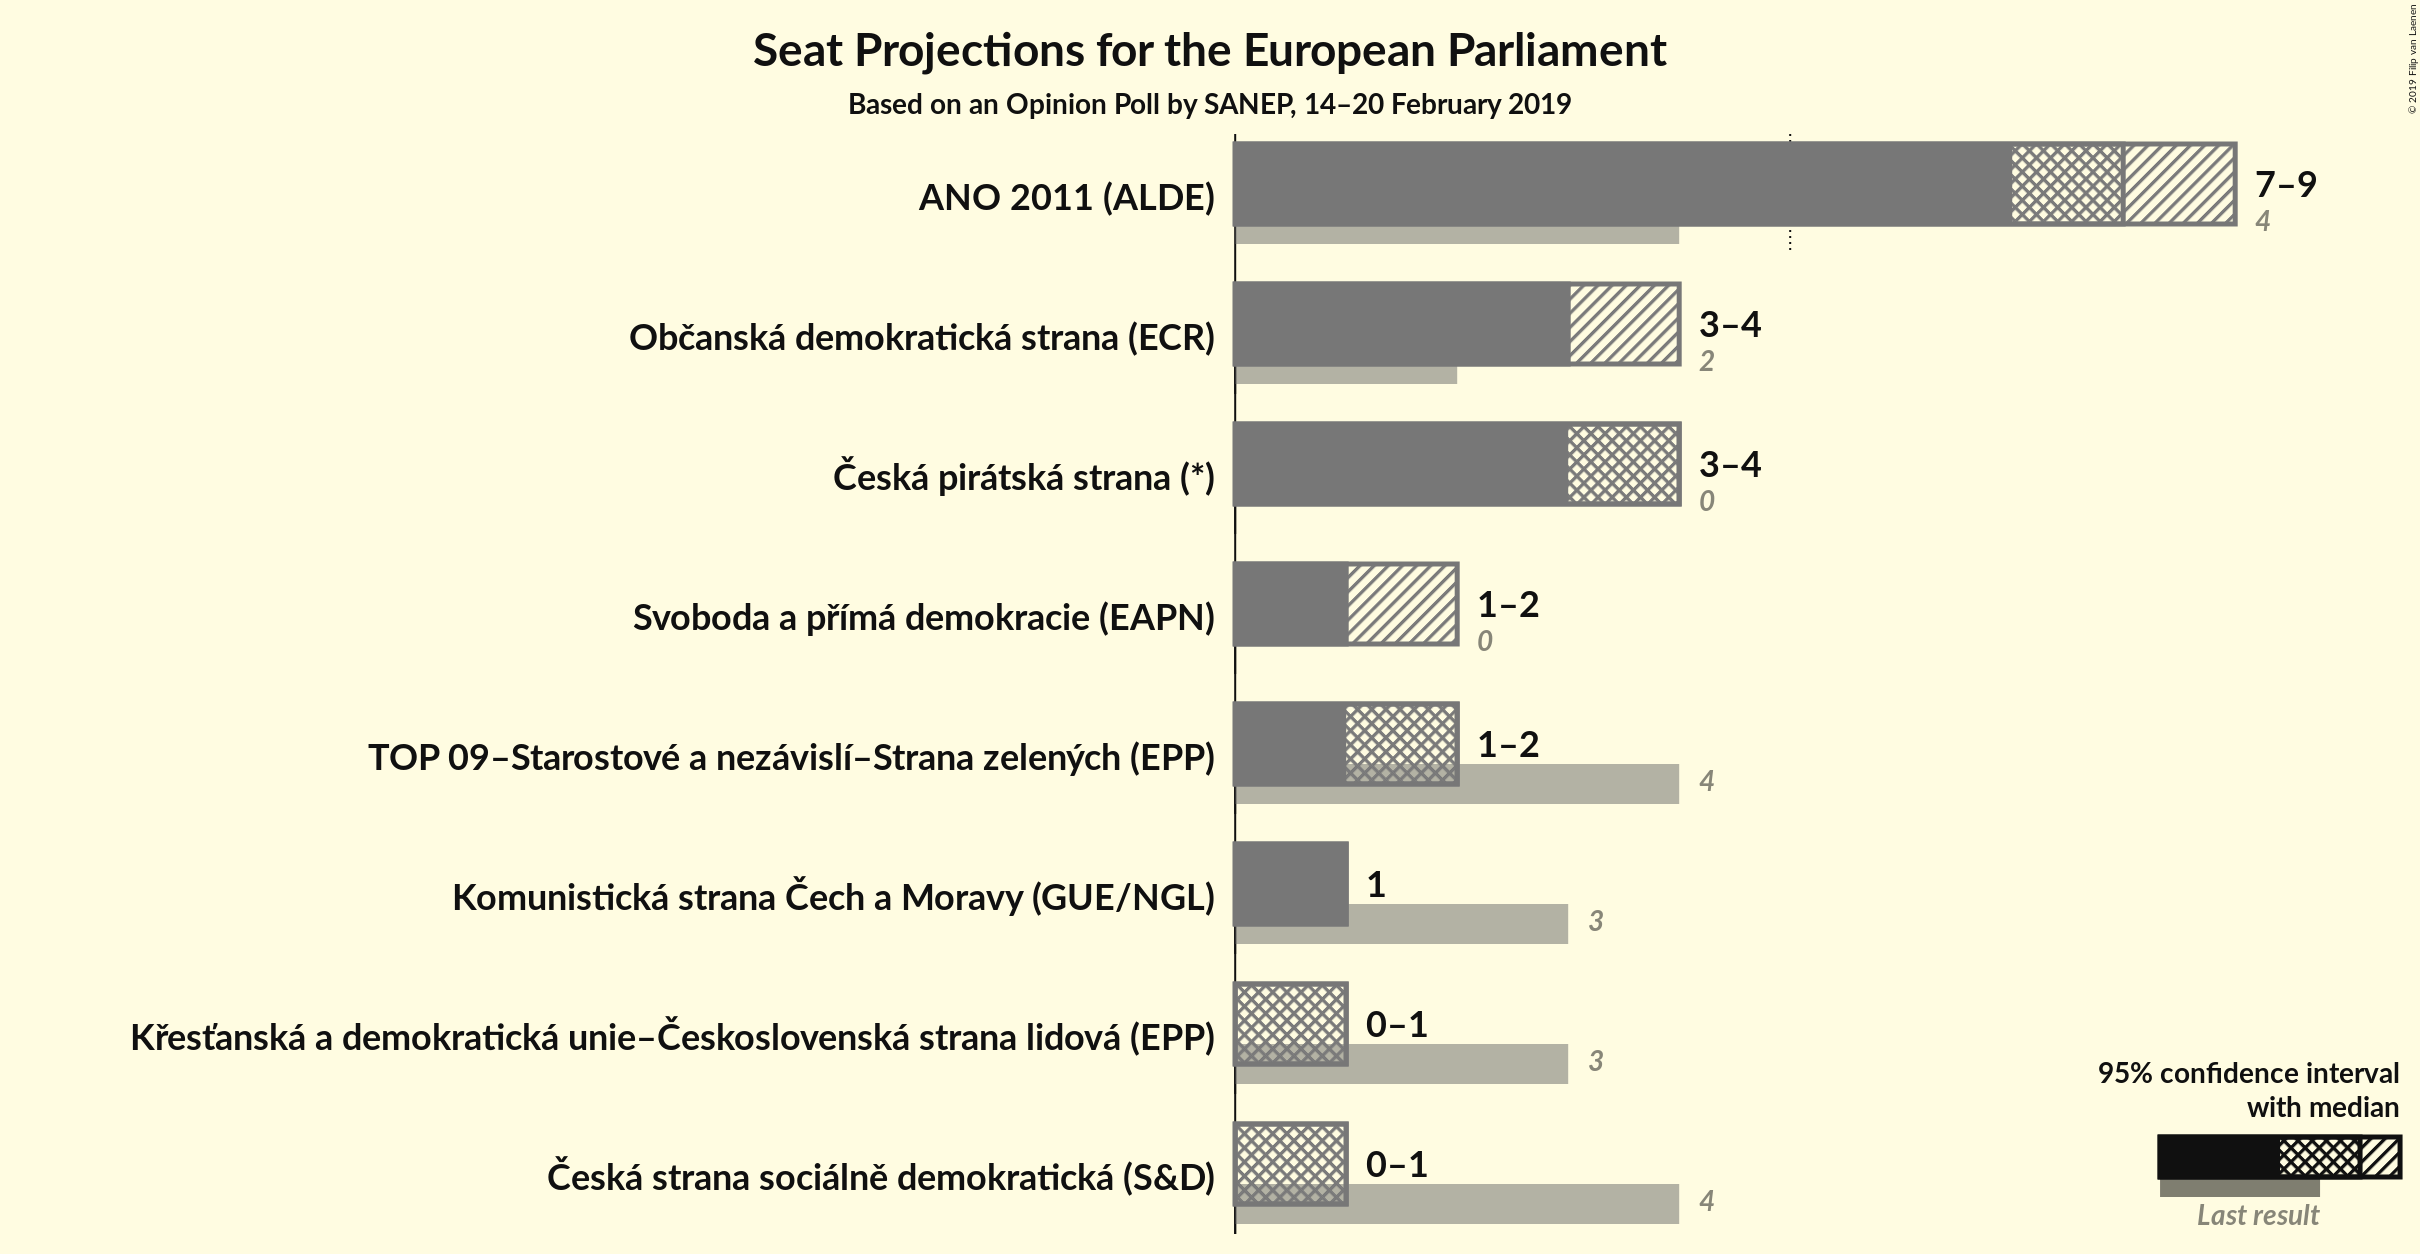 Seat Projections for the European Parliament
Based on an Opinion Poll by SANEP, 14–20 February 2019
© 2019 Filip van Laenen
ANO 2011 (ALDE)
7–9
4
Občanská demokratická strana (ECR)
3–4
2
Česká pirátská strana (*)
3–4
0
Svoboda a přímá demokracie (EAPN)
1–2
0
TOP 09–Starostové a nezávislí–Strana zelených (EPP)
1–2
4
Komunistická strana Čech a Moravy (GUE/NGL)
1
3
Křesťanská a demokratická unie–Československá strana lidová (EPP)
0–1
3
Česká strana sociálně demokratická (S&D)
0–1
4
95% confidence interval
with median
Last result